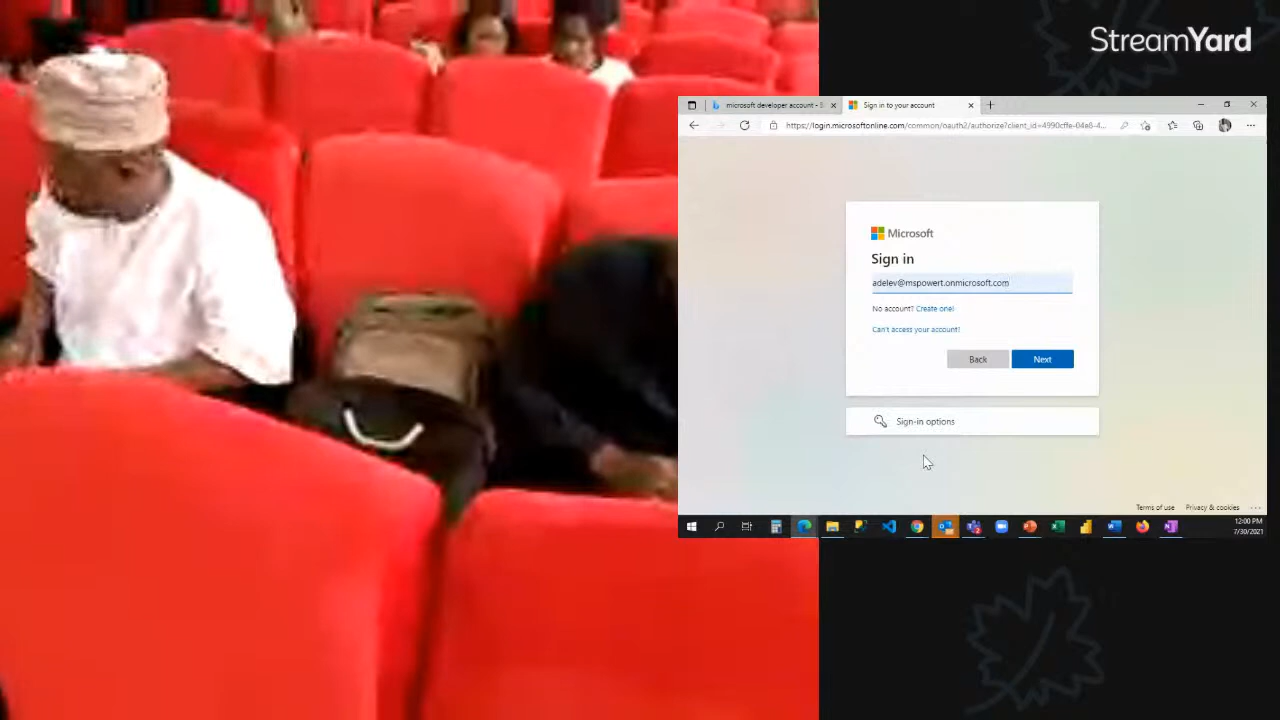 StreamYard
microsoft developer account - S
Sign in to your account
https://login.microsoftonline.com/common/oauth2/authorize?client_id=4990cffe-04e8-4...
Microsoft
Sign in
adelev@mspowert.onmicrosoft.com
No account? Create one!
Can't access your account?
Back
Next
Sign-in options
Terms of use
Privacy & cookies
12:00 PM
7/30/2021